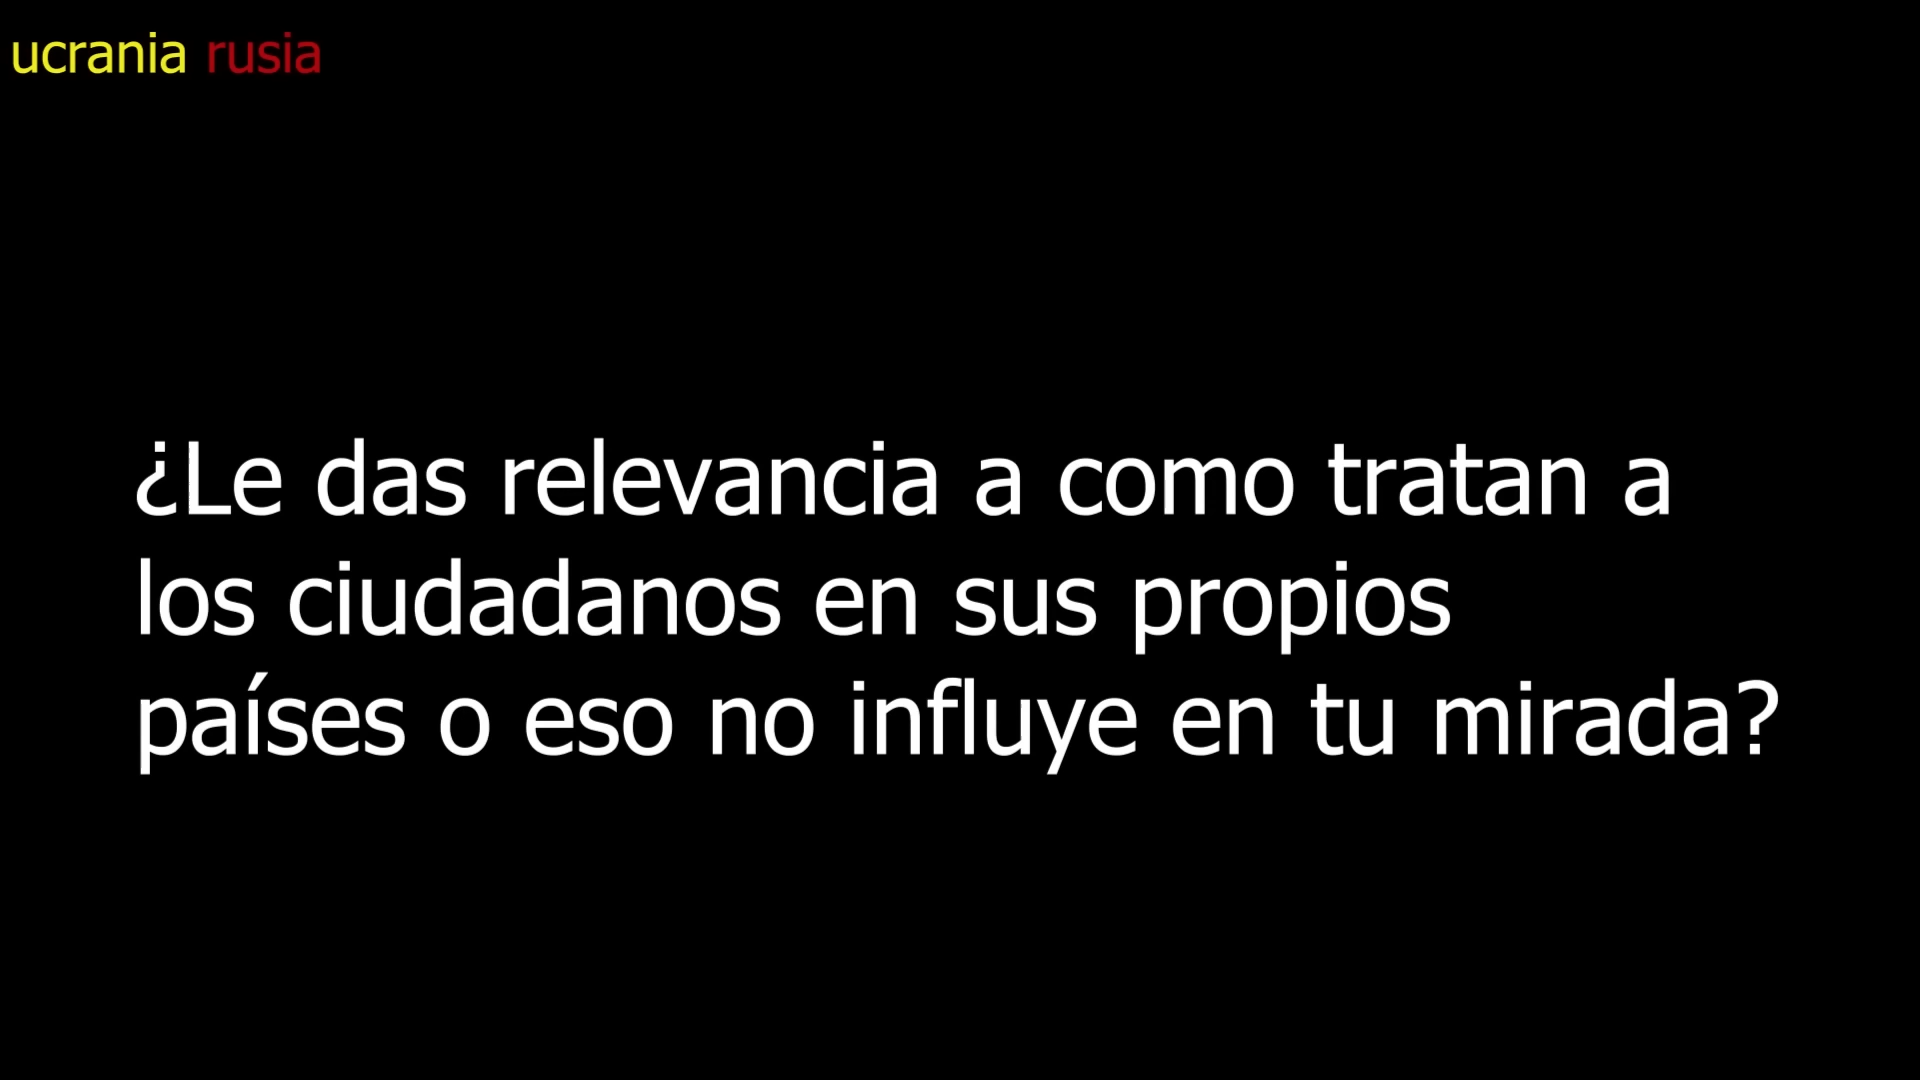 ucrania rusia
¿Le das relevancia a como tratan a
los ciudadanos en sus propios
países o eso no influye en tu mirada?